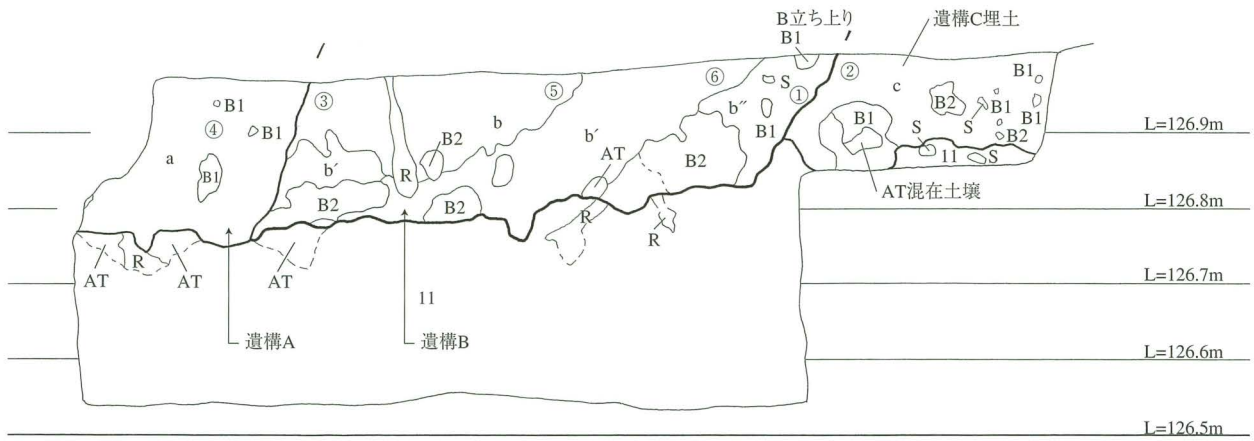 B立ち上り
B1
遺構C埋土
③
⑤
⑥
S
①
②
c
B1
B1
④
B1
b
b″
B1
B2
S
B1
B2
B1
L=126.9m
a
B1
b′
R
B2
b′
AT
B2
B1
S
11
S
AT混在土壌
B2
B2
L=126.8m
R
R
AT
R
AT
AT
L=126.7m
11
遺構A
遺構B
L=126.6m
L=126.5m